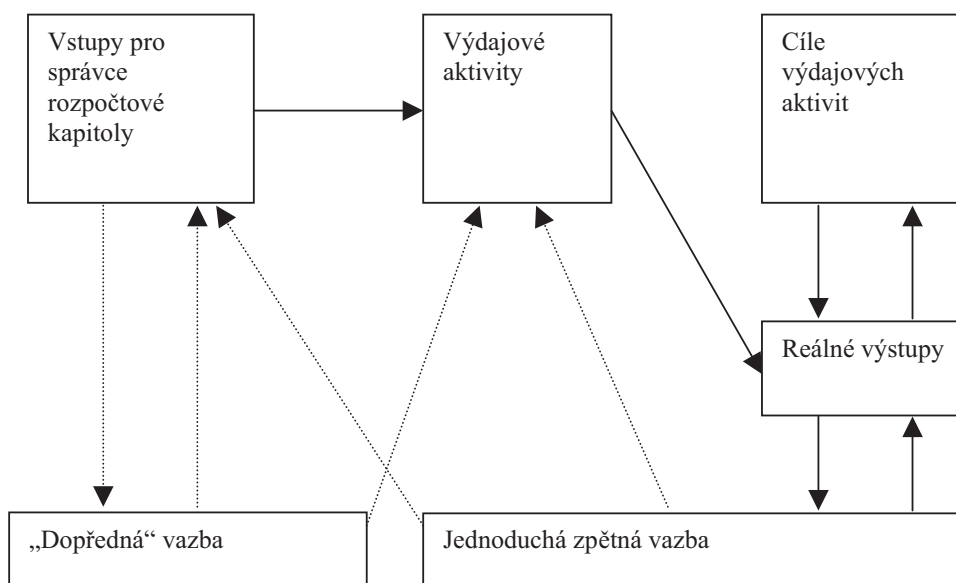 Vstupy pro
správce
rozpočtové
kapitoly
Výdajové
aktivity
Cíle
výdajových
aktivit
Reálné výstupy
„Dopředná“ vazba
Jednoduchá zpětná vazba